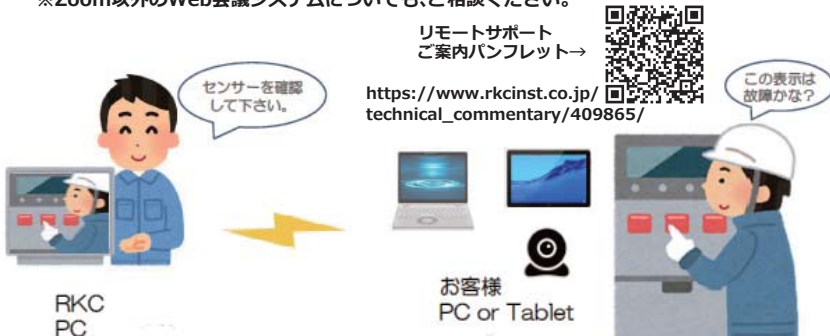 ※Zoom以外のWeb会議システムについても、ご相談ください。
リモートサポート
ご案内パンフレット→
https://www.rkcinst.co.jp/
technical_commentary/409865/
センサーを確認
して下さい。
この表示は
故障かな？
お客様
PC or Tablet
RKC
PC